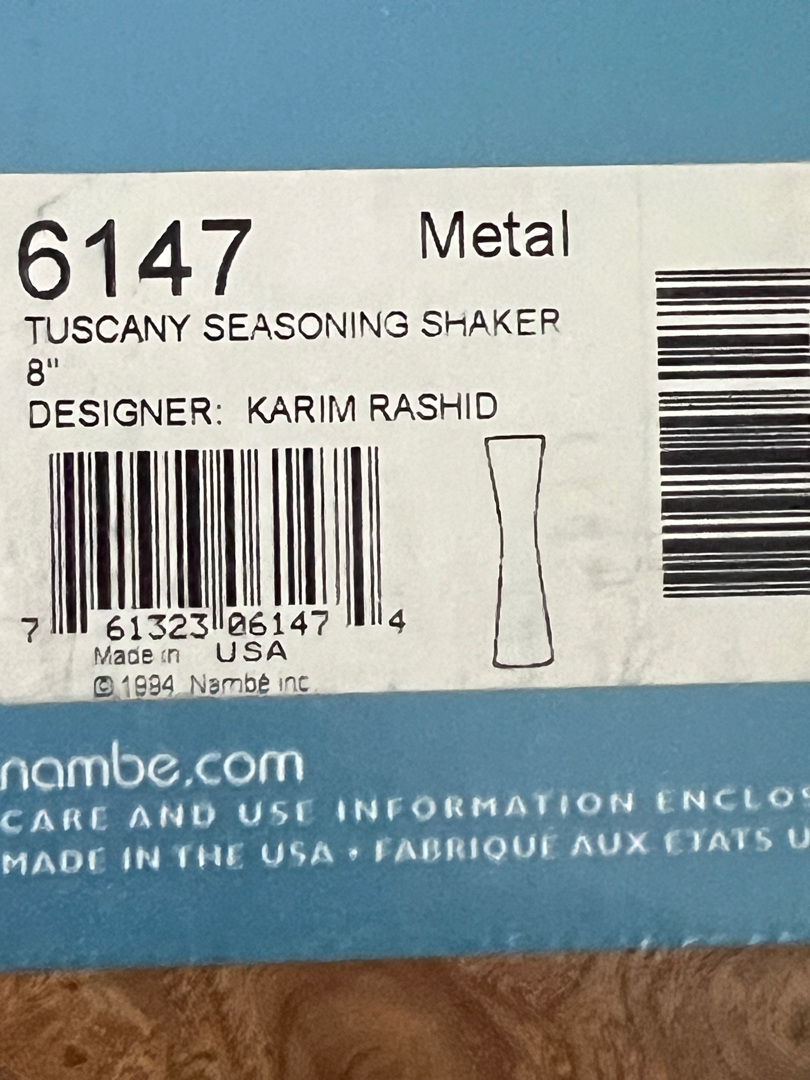 6147 Metal
TUSCANY SEASONING SHAKER
8"
DESIGNER: KARIM RASHID
7 61323 06147 4
Made in USA
© 1994 Nambé inc
nambe.com
CARE AND USE INFORMATION ENCLOS
MADE IN THE USA • FABRIQUÉ AUX ETATS U